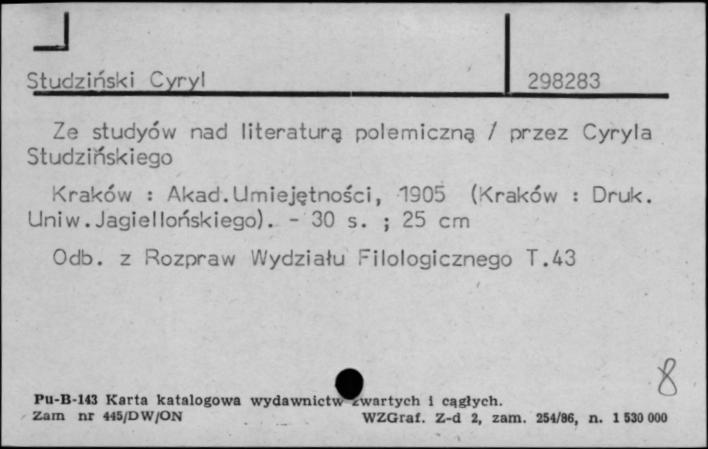 Studziński Cyryl 298283
Ze studyów nad literaturą polemiczną / przez Cyryla
Studzińskiego
Kraków : Akad.Umiejętności, 1905 (Kraków : Druk.
Uniw.Jagiellońskiego). - 30 s. ; 25 cm
Odb. z Rozpraw Wydziału Filologicznego T.43
8
Pu-B-143 Karta katalogowa wydawnictw zwartych i cągłych.
Zam nr 445/DW/ON WZGraf. Z-d 2, zam. 254/86, n. 1 530 000